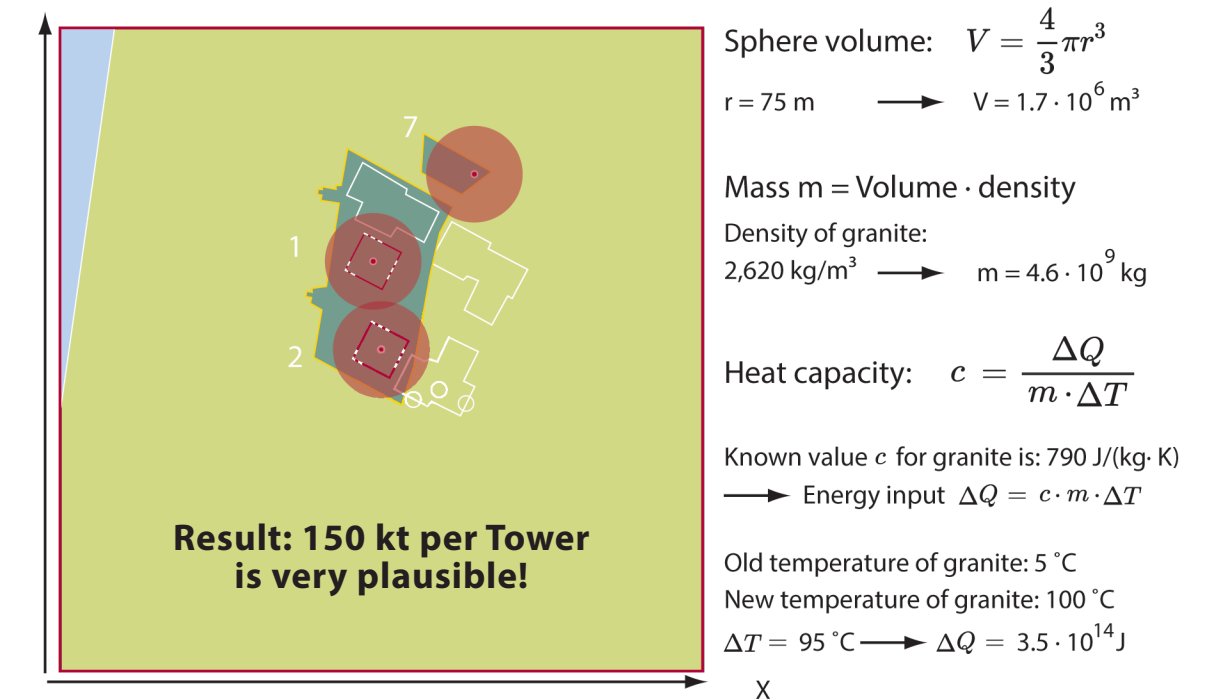 7
1
2
Result: 150 kt per Tower
is very plausible!
X
Sphere volume: V = 4/3 πr³
r = 75 m ⟶ V = 1.7 · 10⁶ m³
Mass m = Volume · density
Density of granite:
2,620 kg/m³ ⟶ m = 4.6 · 10⁹ kg
Heat capacity: c = ΔQ / m · ΔT
Known value c for granite is: 790 J/(kg· K)
⟶ Energy input ΔQ = c · m · ΔT
Old temperature of granite: 5 ˚C
New temperature of granite: 100 ˚C
ΔT = 95 ˚C ⟶ ΔQ = 3.5 · 10¹⁴ J